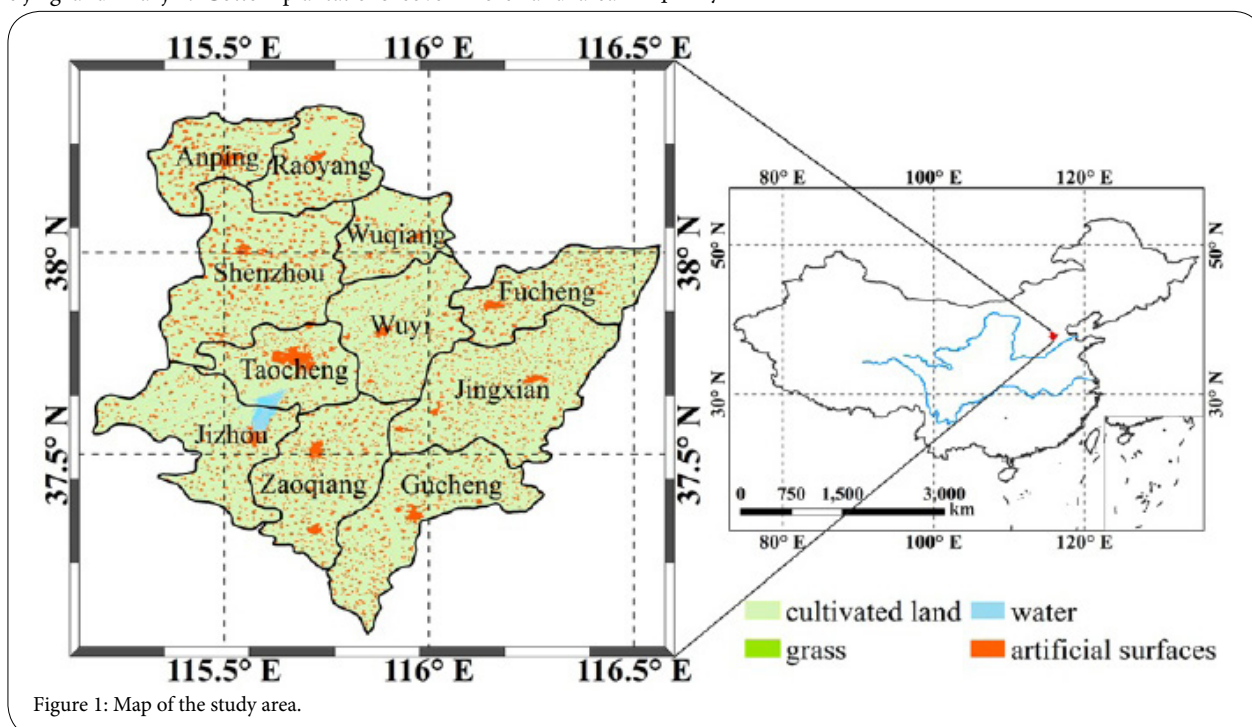 115.5° E 116° E 116.5° E
Anping
Raoyang
38° N
Wuqiang
38° N
Shenzhou
Fucheng
Wuyi
Taocheng
Jingxian
Jizhou
37.5° N
37.5° N
Zaoqiang
Gucheng
115.5° E 116° E 116.5° E
80° E 100° E 120° E
50° N
50° N
30° N
30° N
0 750 1,500 3,000
km
80° E 100° E 120° E
cultivated land
water
grass
artificial surfaces
Figure 1: Map of the study area.